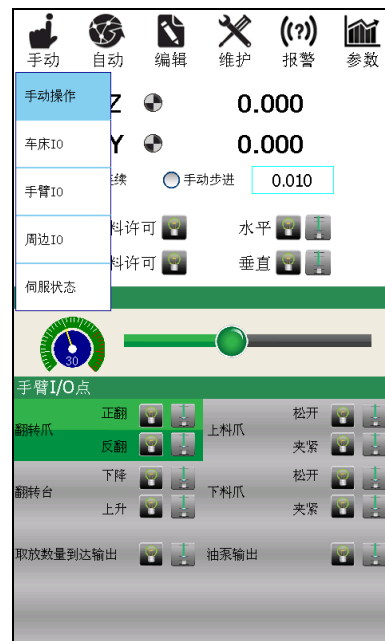 手动 自动 编辑 维护 报警 参数
手动操作
Z 0.000
车床IO
Y 0.000
续 手动步进 0.010
手臂IO
料许可 水平
周边IO
料许可 垂直
伺服状态
30
手臂I/O点
翻转爪 正翻 上料爪 松开
反翻 夹紧
翻转台 下降 下料爪 松开
上升 夹紧
取放数量到达输出 油泵输出